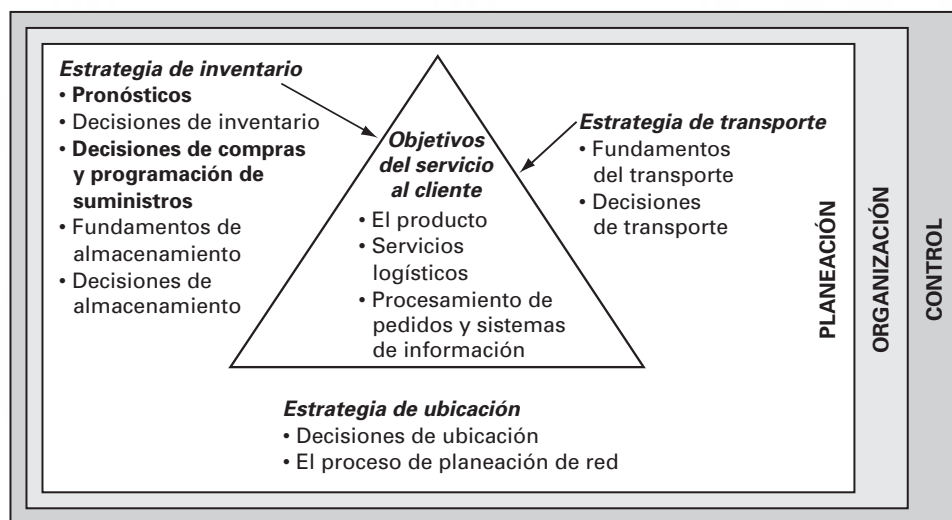 Estrategia de inventario
• Pronósticos
• Decisiones de inventario
• Decisiones de compras
y programación de
suministros
• Fundamentos de
almacenamiento
• Decisiones de
almacenamiento
Objetivos
del servicio
al cliente
• El producto
• Servicios
logísticos
• Procesamiento de
pedidos y sistemas
de información
Estrategia de transporte
• Fundamentos
del transporte
• Decisiones
de transporte
Estrategia de ubicación
• Decisiones de ubicación
• El proceso de planeación de red
PLANEACIÓN
ORGANIZACIÓN
CONTROL